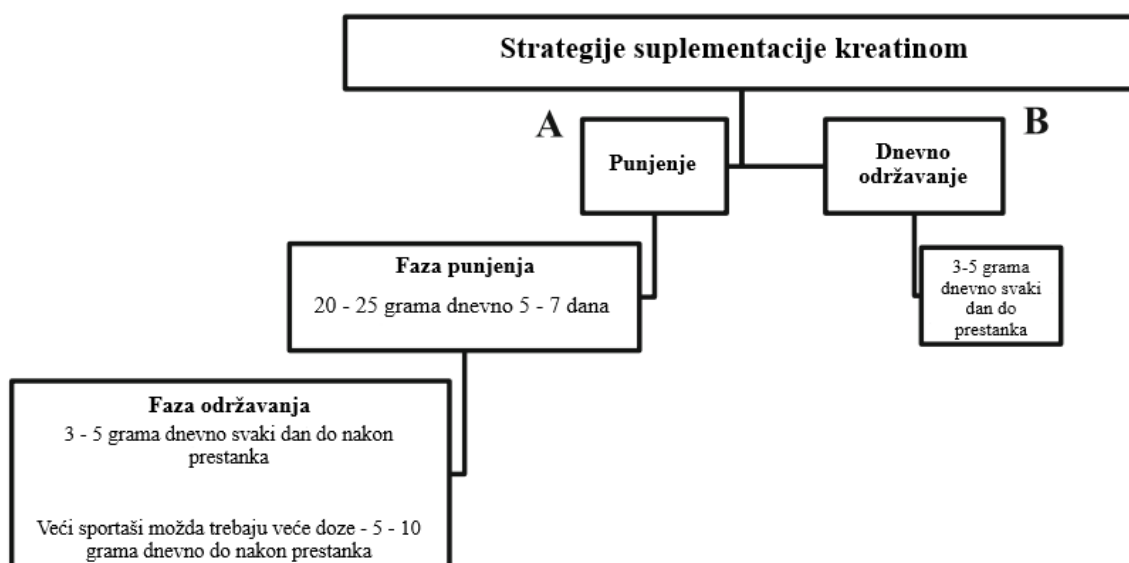 Strategije suplementacije kreatinom
A
Punjenje
B
Dnevno
održavanje
Faza punjenja
20 - 25 grama dnevno 5 - 7 dana
3-5 grama
dnevno svaki
dan do
prestanka
Faza održavanja
3 - 5 grama dnevno svaki dan do nakon
prestanka
Veći sportaši možda trebaju veće doze - 5 - 10
grama dnevno do nakon prestanka